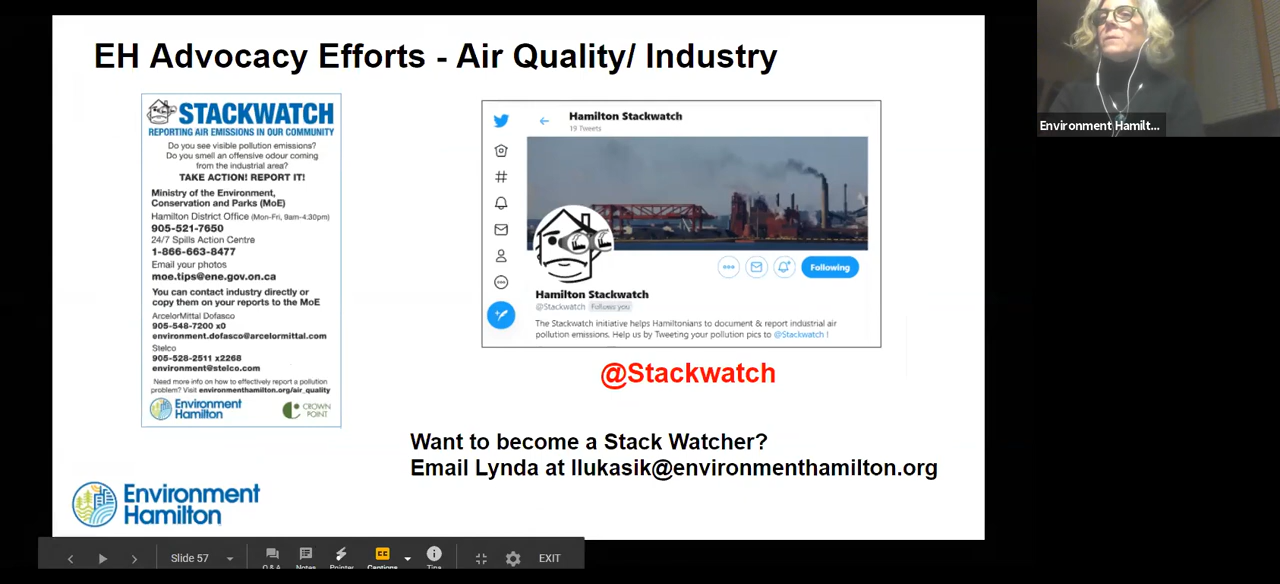 EH Advocacy Efforts - Air Quality/ Industry
STACKWATCH
REPORTING AIR EMISSIONS IN OUR COMMUNITY
Do you see visible pollution emissions?
Do you smell an offensive odour coming
from the industrial area?
TAKE ACTION! REPORT IT!
Ministry of the Environment,
Conservation and Parks (MoE)
Hamilton District Office (Mon-Fri, 9am-4:30pm)
905-521-7650
24/7 Spills Action Centre
1-866-663-8477
Email your photos
moe.tips@ene.gov.on.ca
You can contact industry directly or
copy them on your reports to the MoE
ArcelorMittal Dofasco
905-548-7200 x0
environment.dofasco@arcelormittal.com
Stelco
905-528-2511 x2268
environment@stelco.com
Need more info on how to effectively report a pollution
problem? Visit environmenthamilton.org/air_quality
Environment
Hamilton
CROWN
POINT
Hamilton Stackwatch
19 Tweets
Following
Hamilton Stackwatch
@Stackwatch Follows you
The Stackwatch initiative helps Hamiltonians to document & report industrial air
pollution emissions. Help us by Tweeting your pollution pics to @Stackwatch !
@Stackwatch
Want to become a Stack Watcher?
Email Lynda at llukasik@environmenthamilton.org
Environment
Hamilton
Environment Hamilt...
Slide 57
Q & A
Notes
Pointer
CC
Captions
Tips
EXIT